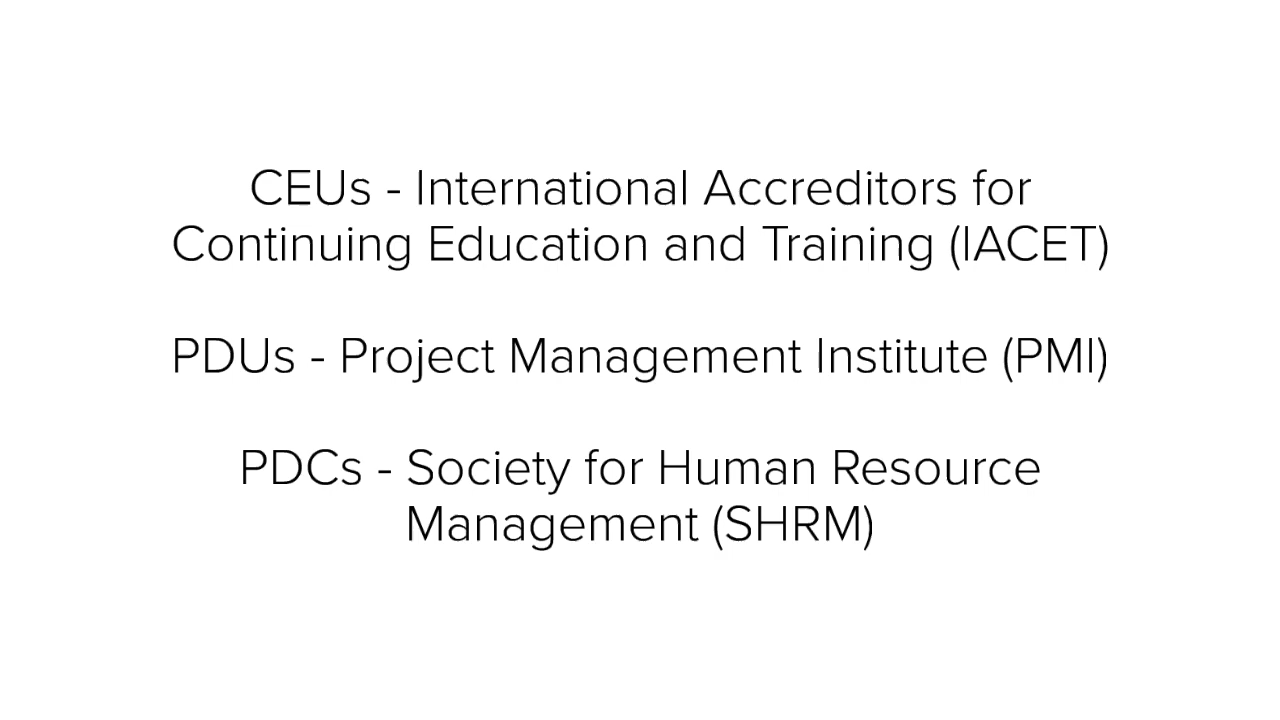 CEUs - International Accreditors for
Continuing Education and Training (IACET)
PDUs - Project Management Institute (PMI)
PDCs - Society for Human Resource
Management (SHRM)